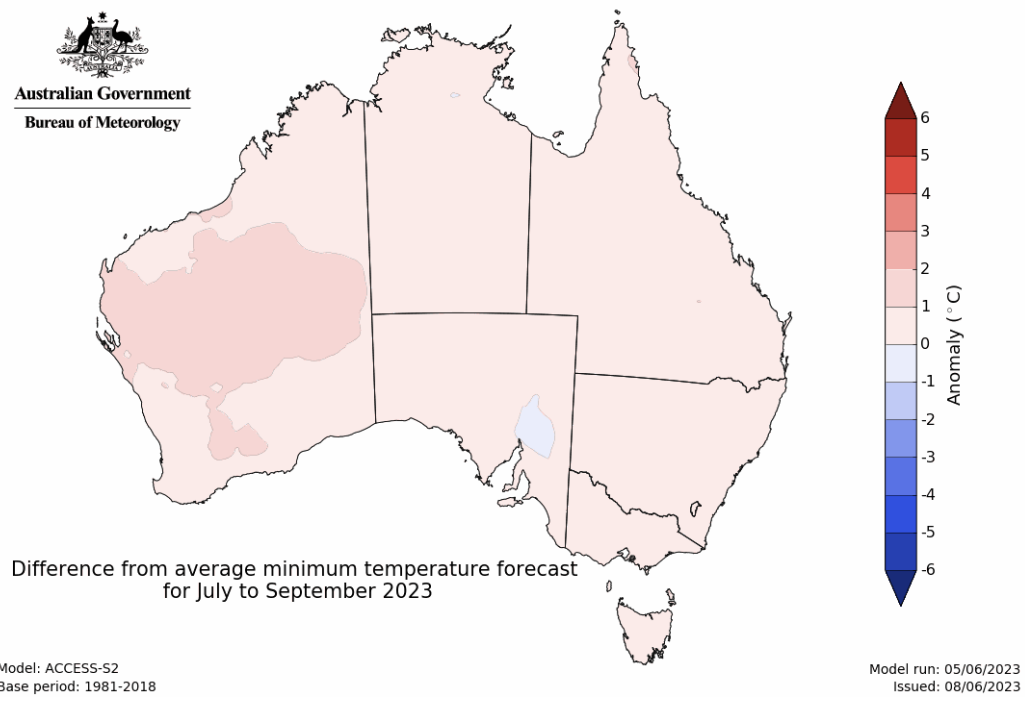 Australian Government
Bureau of Meteorology
6
5
4
3
2
1
0
-1
-2
-3
-4
-5
-6
Anomaly (°C)
Difference from average minimum temperature forecast
for July to September 2023
Model: ACCESS-S2
Base period: 1981-2018
Model run: 05/06/2023
Issued: 08/06/2023